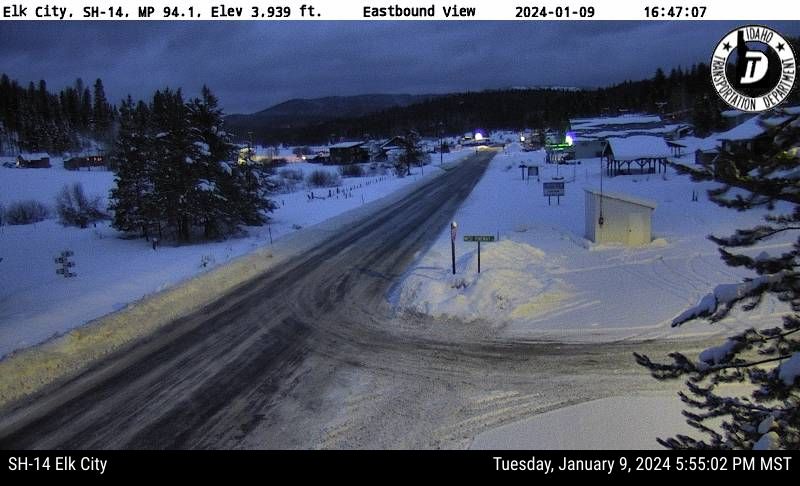 Elk City, SH-14, MP 94.1, Elev 3,939 ft. Eastbound View 2024-01-09 16:47:07
IDAHO
TRANSPORTATION DEPARTMENT
SH-14 Elk City Tuesday, January 9, 2024 5:55:02 PM MST